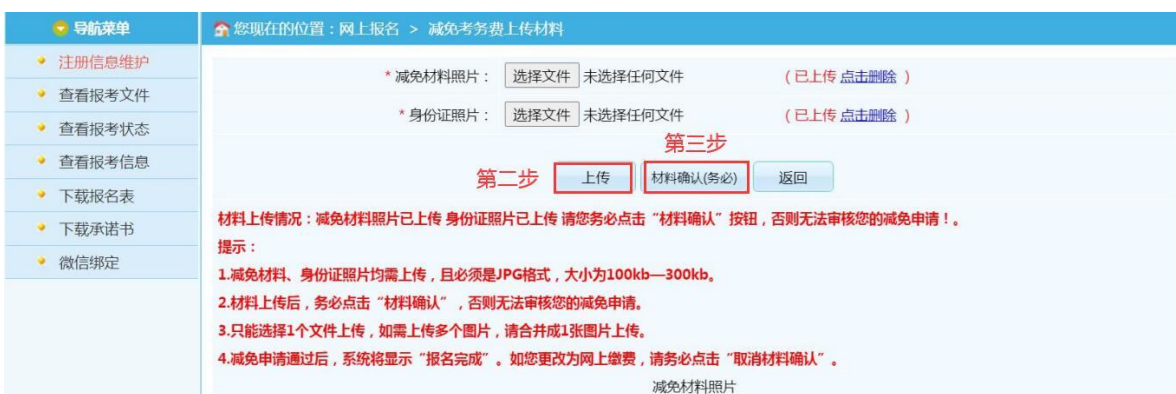 导航菜单
您现在的位置：网上报名 > 减免考务费上传材料
注册信息维护
查看报考文件
查看报考状态
查看报考信息
下载报名表
下载承诺书
微信绑定
* 减免材料照片： 选择文件 未选择任何文件 （已上传 点击删除 ）
* 身份证照片： 选择文件 未选择任何文件 （已上传 点击删除 ）
第三步
第二步 上传 材料确认(务必) 返回
材料上传情况：减免材料照片已上传 身份证照片已上传 请您务必点击“材料确认”按钮，否则无法审核您的减免申请！。
提示：
1.减免材料、身份证照片均需上传，且必须是JPG格式，大小为100kb—300kb。
2.材料上传后，务必点击“材料确认”，否则无法审核您的减免申请。
3.只能选择1个文件上传，如需上传多个图片，请合并成1张图片上传。
4.减免申请通过后，系统将显示“报名完成”。如您更改为网上缴费，请务必点击“取消材料确认”。
减免材料照片